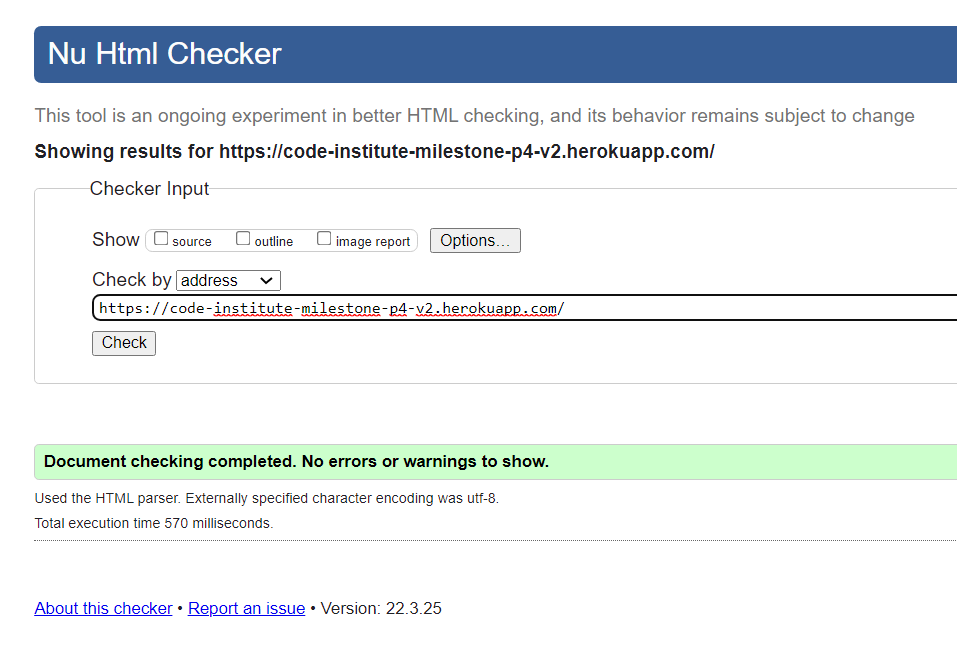 Nu Html Checker
This tool is an ongoing experiment in better HTML checking, and its behavior remains subject to change
Showing results for https://code-institute-milestone-p4-v2.herokuapp.com/
Checker Input
Show source outline image report Options...
Check by address
https://code-institute-milestone-p4-v2.herokuapp.com/
Check
Document checking completed. No errors or warnings to show.
Used the HTML parser. Externally specified character encoding was utf-8.
Total execution time 570 milliseconds.
About this checker • Report an issue • Version: 22.3.25